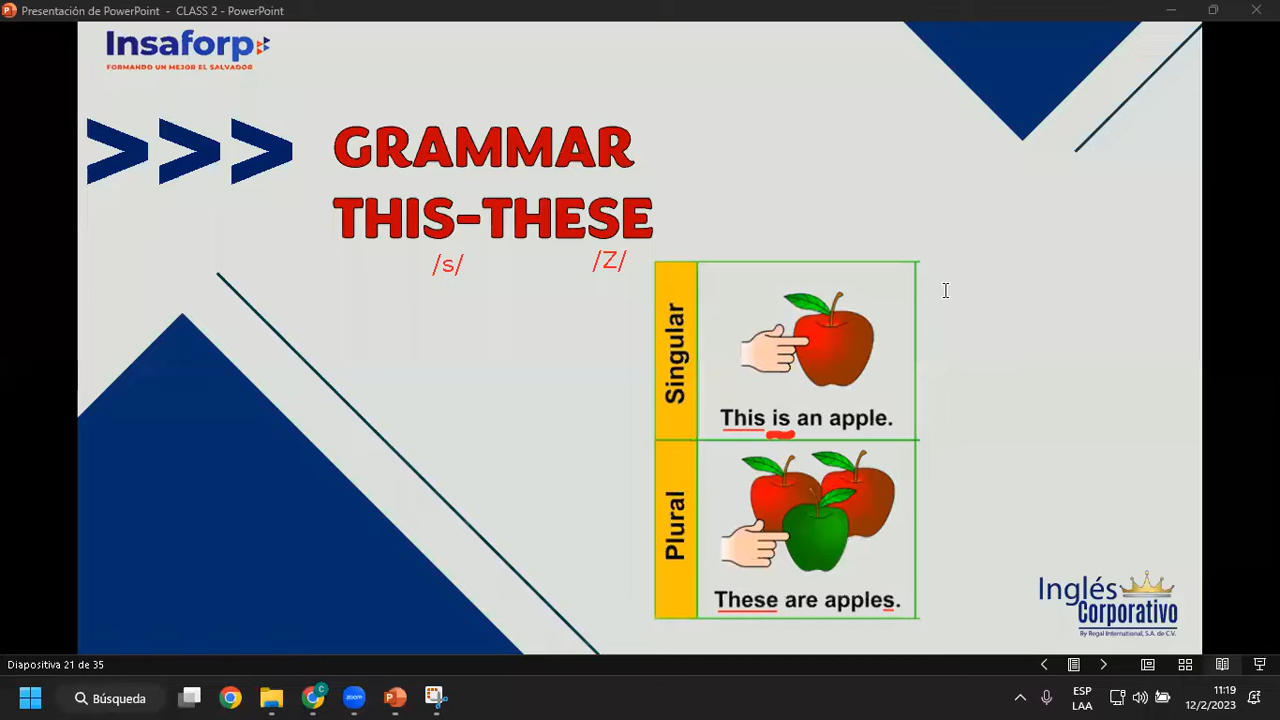 Presentación de PowerPoint - CLASS 2 - PowerPoint
Insaforp
FORMANDO UN MEJOR EL SALVADOR
>>>
GRAMMAR
THIS-THESE
/s/ /Z/
Singular
This is an apple.
Plural
These are apples.
Inglés
Corporativo
By Regal International, S.A. de C.V.
Diapositiva 21 de 35
Búsqueda
zoom
ESP
LAA
11:19
12/2/2023